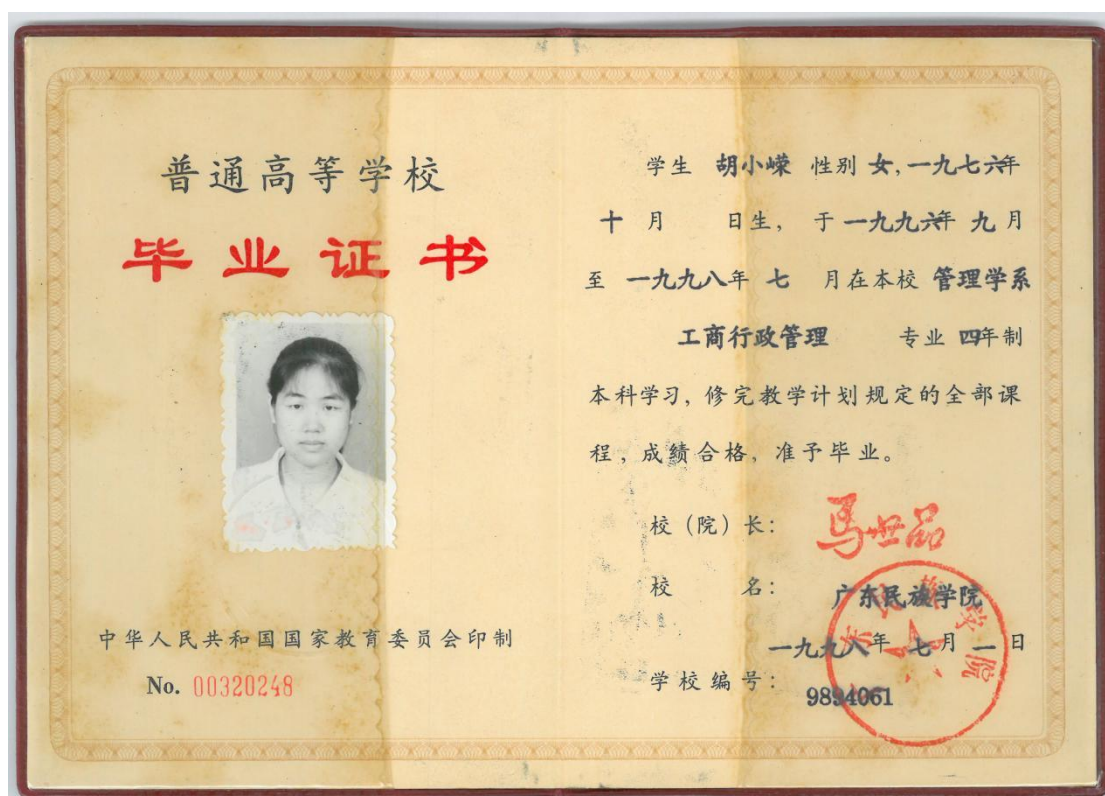 普通高等学校
毕业证书
中华人民共和国国家教育委员会印制
No. 00320248
学生 胡小嵘 性别 女,一九七六年
十月 日生, 于一九九六年 九月
至 一九九八年 七 月在本校 管理学系
工商行政管理 专业 四年制
本科学习, 修完教学计划规定的全部课
程, 成绩合格, 准予毕业。
校(院)长: 马世品
校 名: 广东民族学院
一九九八年 七月 一日
学校编号: 9894061